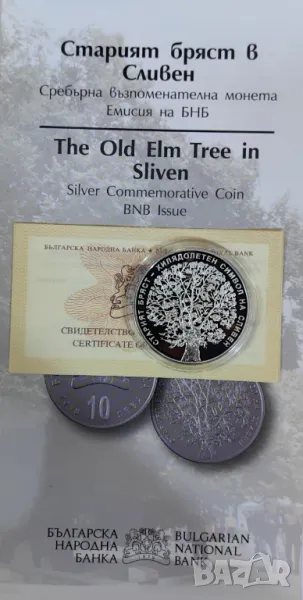 Старият бряст в
Сливен
Сребърна възпоменателна монета
Емисия на БНБ
The Old Elm Tree in
Sliven
Silver Commemorative Coin
BNB Issue
БЪЛГАРСКА НАРОДНА БАНКА • BANK
СВИДЕТЕЛСТВО
CERTIFICATE
СТАРИЯТ БРЯСТ - ХИЛЯДОЛЕТЕН СИМВОЛ НА СЛИВЕН
10
БЪЛГАРСКА
НАРОДНА
БАНКА
BULGARIAN
NATIONAL
BANK
bazar